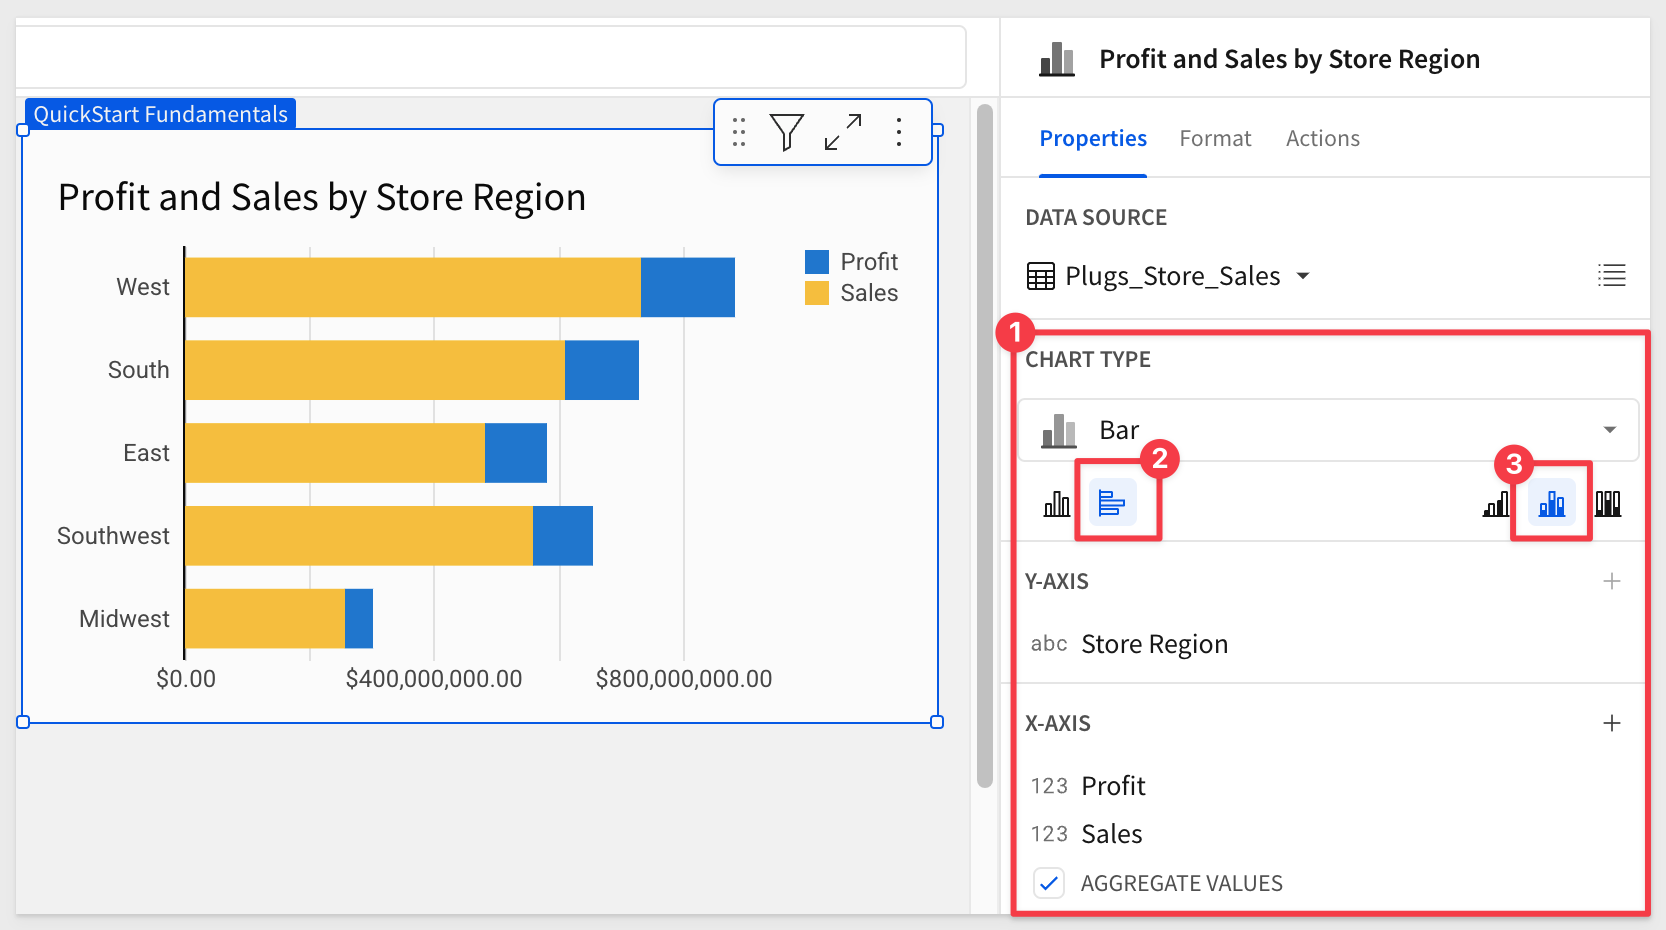 QuickStart Fundamentals
Profit and Sales by Store Region
Profit
Sales
West
South
East
Southwest
Midwest
$0.00
$400,000,000.00
$800,000,000.00
Profit and Sales by Store Region
Properties
Format
Actions
DATA SOURCE
Plugs_Store_Sales
1
CHART TYPE
Bar
2
3
Y-AXIS
abc Store Region
X-AXIS
123 Profit
123 Sales
AGGREGATE VALUES